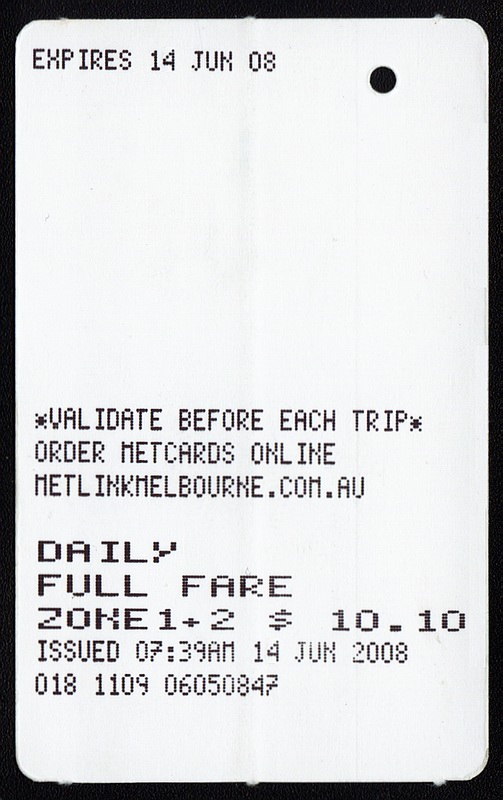 EXPIRES 14 JUN 08
*VALIDATE BEFORE EACH TRIP*
ORDER METCARDS ONLINE
METLINKMELBOURNE.COM.AU
DAILY
FULL FARE
ZONE1+2 $ 10.10
ISSUED 07:39AM 14 JUN 2008
018 1109 06050847